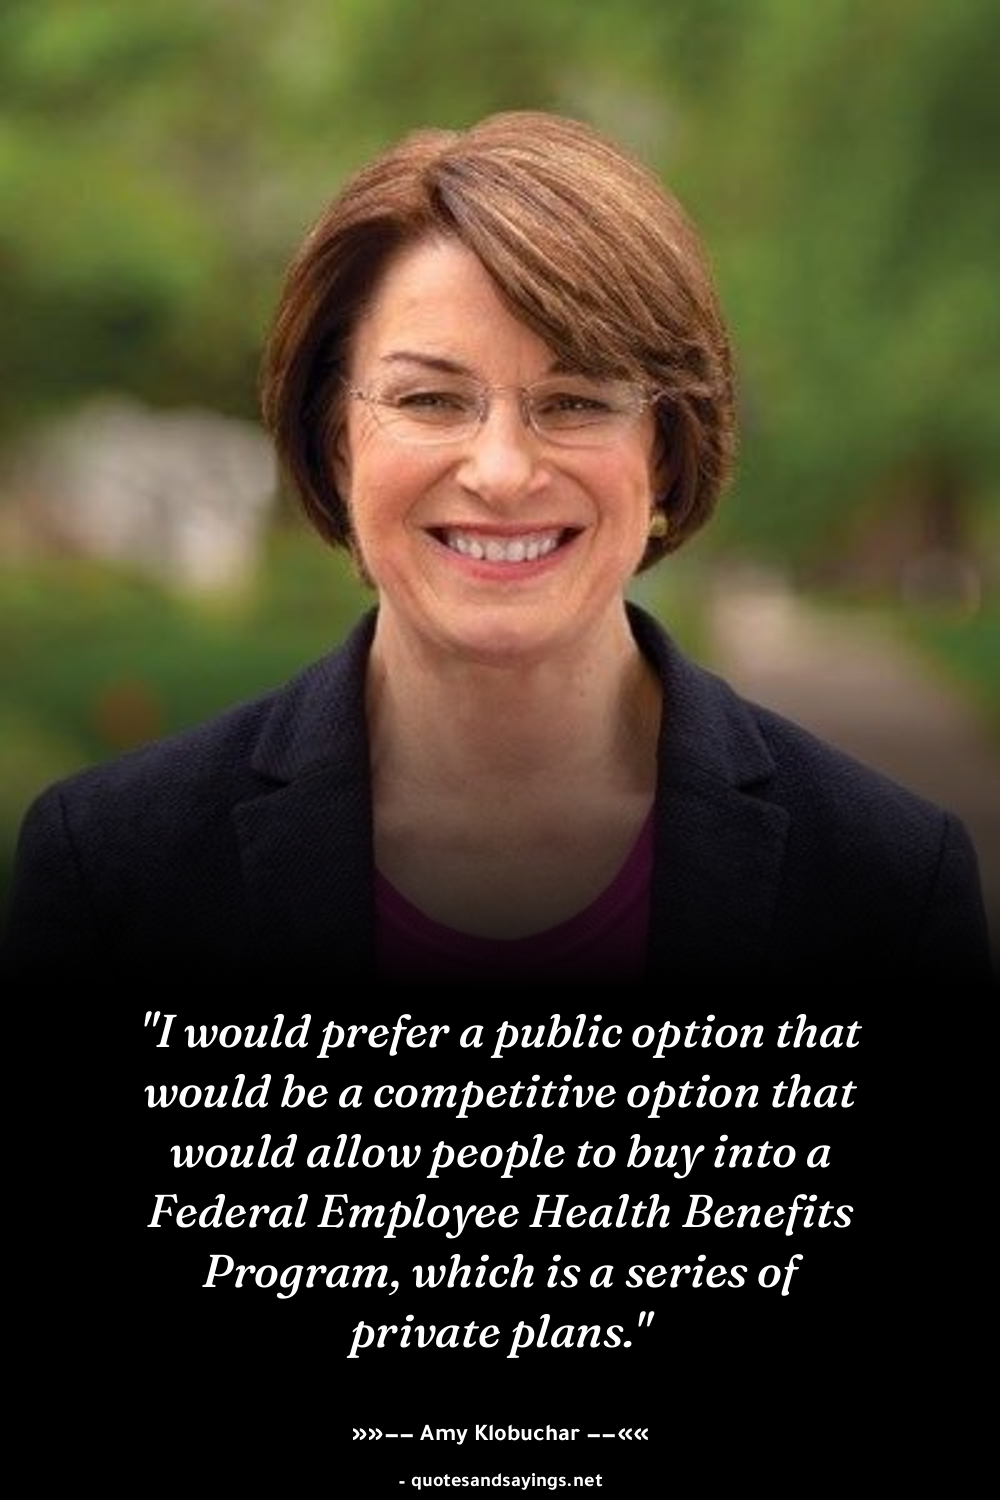 "I would prefer a public option that
would be a competitive option that
would allow people to buy into a
Federal Employee Health Benefits
Program, which is a series of
private plans."
»»-- Amy Klobuchar --««
- quotesandsayings.net